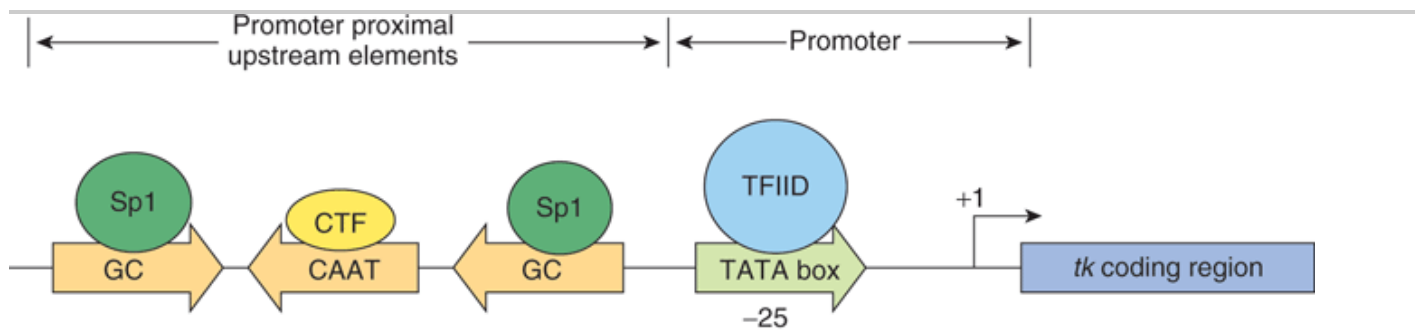 Promoter proximal
upstream elements
Promoter
Sp1
CTF
Sp1
TFIID
+1
GC
CAAT
GC
TATA box
tk coding region
−25